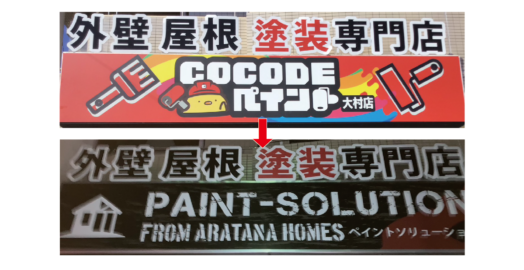 外壁 屋根 塗装専門店
COCODE
ペイント
大村店
外壁 屋根 塗装専門店
PAINT-SOLUTION
FROM ARATANA HOMES ペイントソリューショ